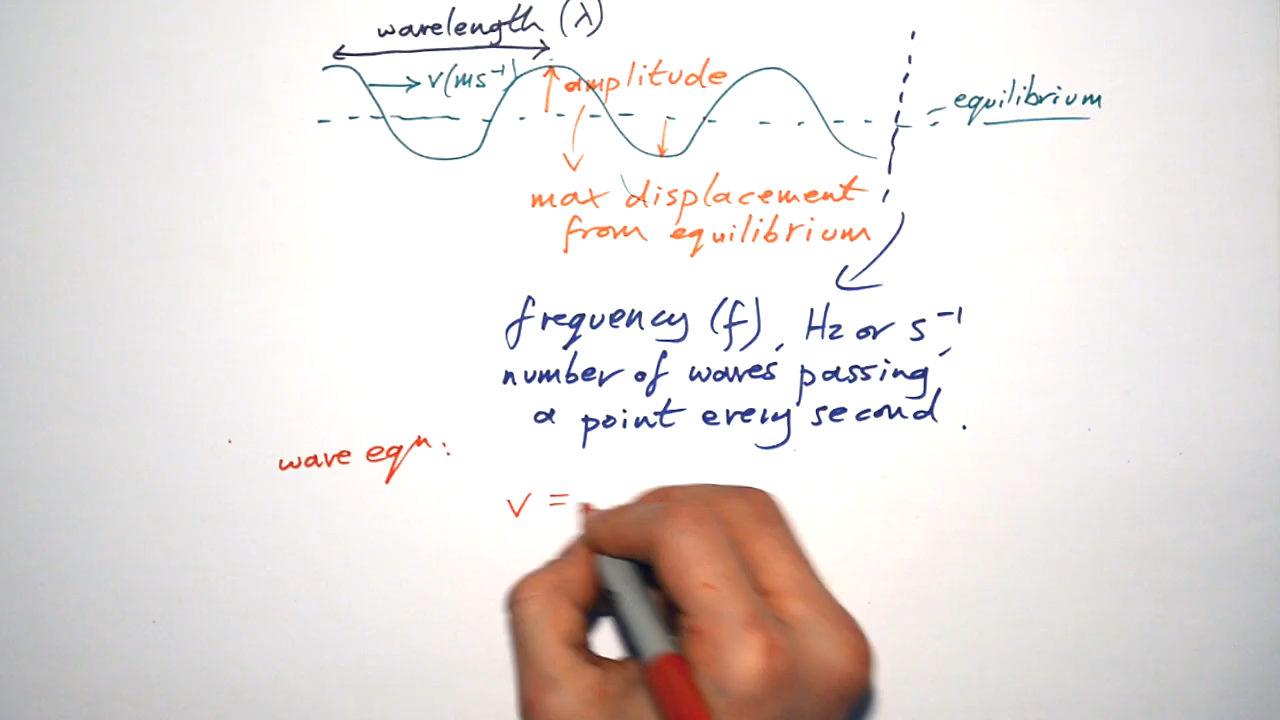 wavelength (λ)
v(ms⁻¹)
amplitude
equilibrium
max displacement
from equilibrium
frequency (f), Hz or s⁻¹
number of waves passing
a point every second.
wave eqⁿ:
v =